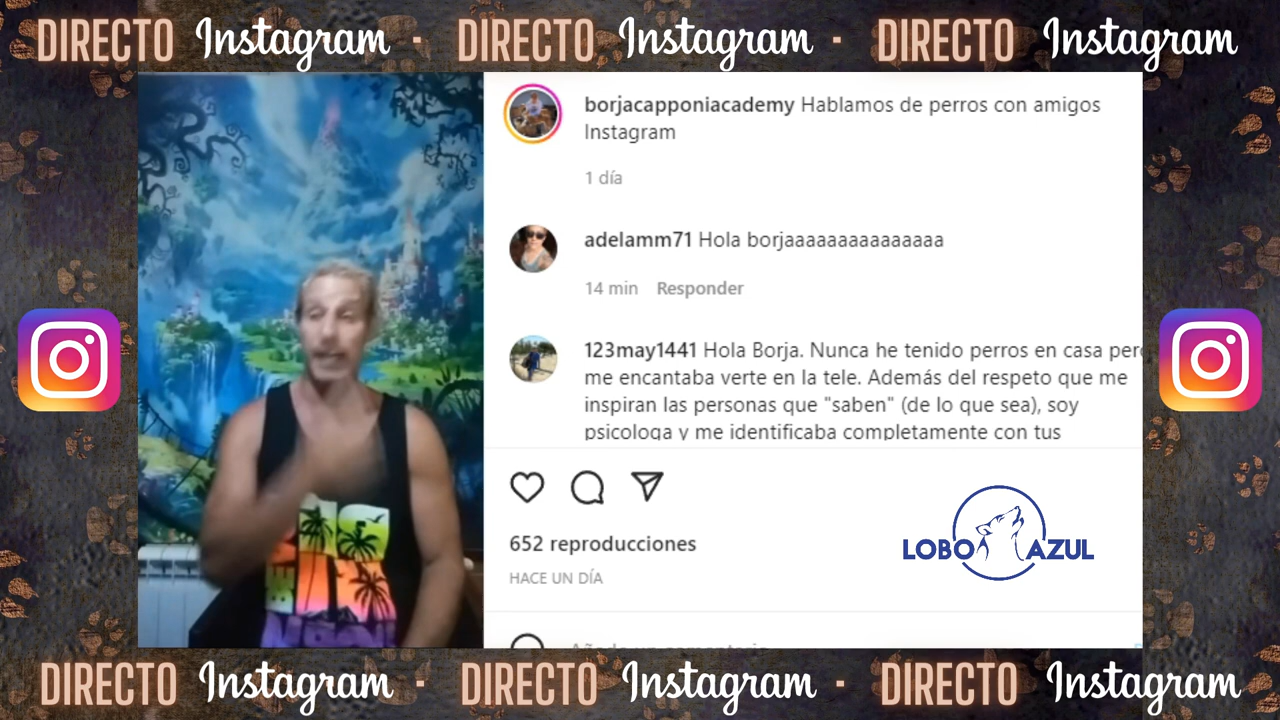 DIRECTO Instagram · DIRECTO Instagram · DIRECTO Instagram
borjacapponiacademy Hablamos de perros con amigos
Instagram
1 día
adelamm71 Hola borjaaaaaaaaaaaaaaa
14 min Responder
123may1441 Hola Borja. Nunca he tenido perros en casa pero
me encantaba verte en la tele. Además del respeto que me
inspiran las personas que "saben" (de lo que sea), soy
psicologa y me identificaba completamente con tus
652 reproducciones
HACE UN DÍA
LOBO AZUL
DIRECTO Instagram · DIRECTO Instagram · DIRECTO Instagram